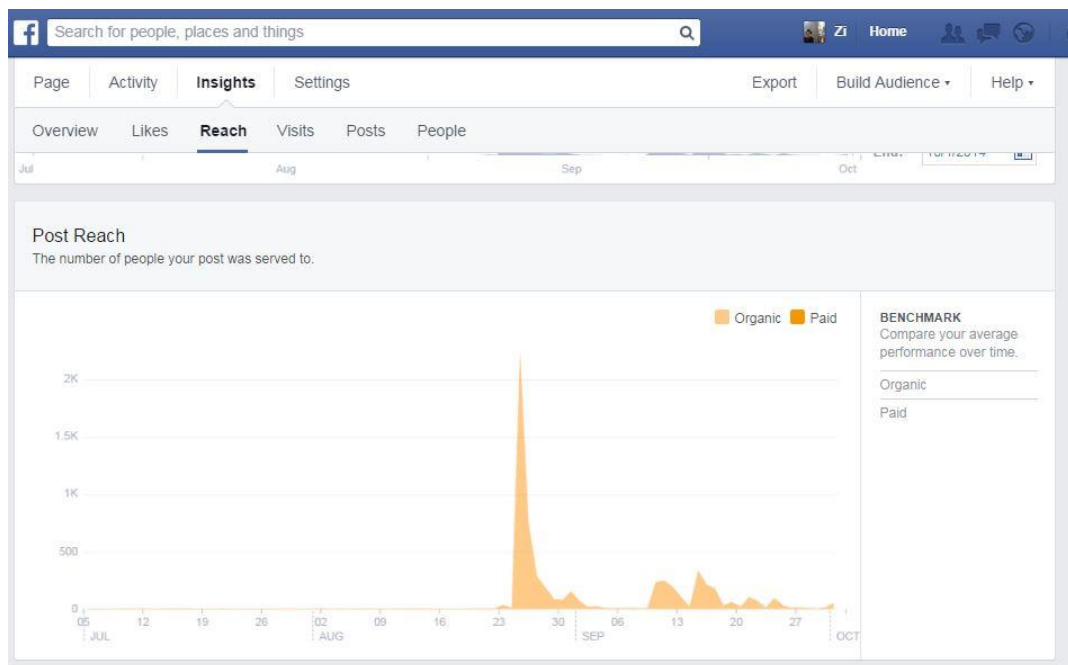 f Search for people, places and things Zi Home
Page Activity Insights Settings Export Build Audience Help
Overview Likes Reach Visits Posts People
Jul Aug Sep Oct
Post Reach
The number of people your post was served to.
Organic Paid
BENCHMARK
Compare your average
performance over time.
Organic
Paid
2K
1.5K
1K
500
0
05 12 19 26 02 09 16 23 30 06 13 20 27
JUL AUG SEP OCT